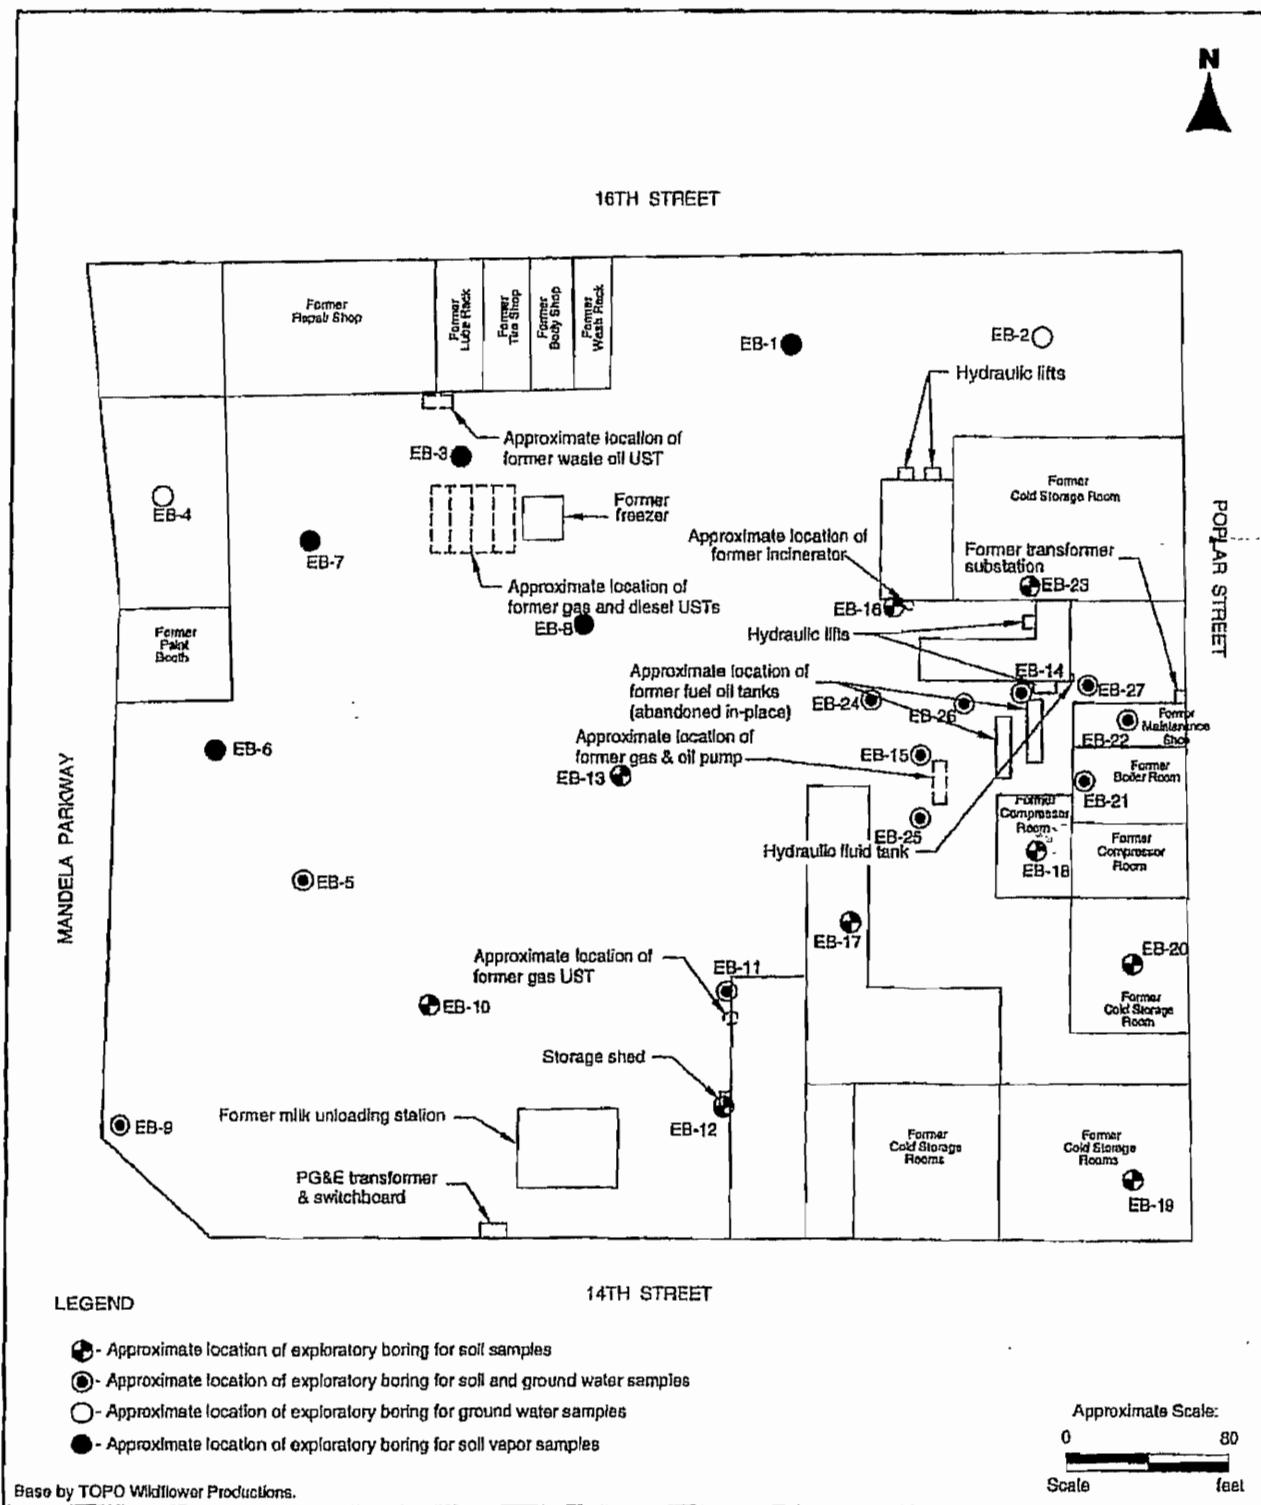 N
16TH STREET
Former
Repair Shop
Former
Lube Rack
Former
Tire Shop
Former
Body Shop
Former
Wash Rack
EB-1
EB-2
Hydraulic lifts
Approximate location of
former waste oil UST
EB-3
EB-4
EB-7
Former
freezer
Former
Cold Storage Room
Approximate location of
former incinerator
Former transformer
substation
POPLAR STREET
Approximate location of
former gas and diesel USTs
EB-8
EB-16
EB-23
Former
Paint
Booth
Hydraulic lifts
Approximate location of
former fuel oil tanks
(abandoned in-place)
EB-14
EB-24
EB-26
EB-27
EB-22
Former
Maintenance
Shop
EB-6
Approximate location of
former gas & oil pump
EB-15
EB-13
Former
Boiler Room
EB-21
MANDELA PARKWAY
Former
Compressor
Room
EB-25
Hydraulic fluid tank
EB-18
Former
Compressor
Room
EB-5
EB-17
EB-20
Former
Cold Storage
Room
Approximate location of
former gas UST
EB-11
EB-10
Storage shed
EB-12
Former milk unloading station
EB-9
PG&E transformer
& switchboard
Former
Cold Storage
Rooms
Former
Cold Storage
Rooms
EB-19
14TH STREET
LEGEND
- Approximate location of exploratory boring for soil samples
- Approximate location of exploratory boring for soil and ground water samples
- Approximate location of exploratory boring for ground water samples
- Approximate location of exploratory boring for soil vapor samples
Approximate Scale:
0 80
Scale feet
Base by TOPO Wildflower Productions.